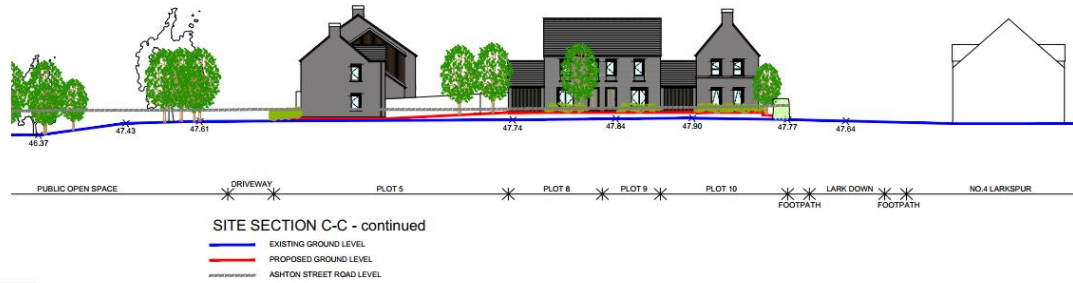 46.37
47.43
47.61
47.74
47.84
47.90
47.77
47.64
PUBLIC OPEN SPACE
DRIVEWAY
PLOT 5
PLOT 8
PLOT 9
PLOT 10
FOOTPATH
LARK DOWN
FOOTPATH
NO.4 LARKSPUR
SITE SECTION C-C - continued
EXISTING GROUND LEVEL
PROPOSED GROUND LEVEL
ASHTON STREET ROAD LEVEL